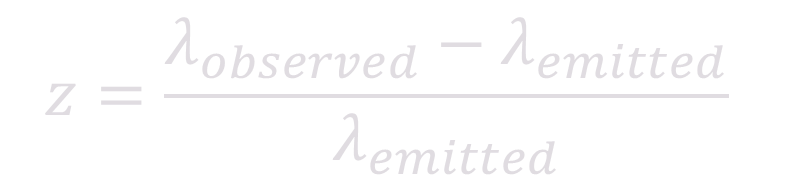 z = λobserved − λemitted
λemitted